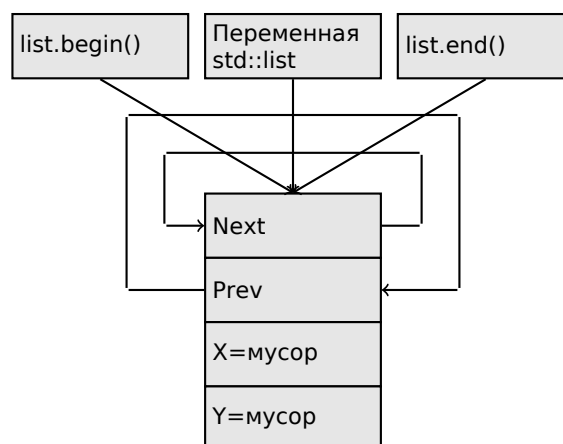 list.begin()
Переменная
std::list
list.end()
Next
Prev
X=мусор
Y=мусор